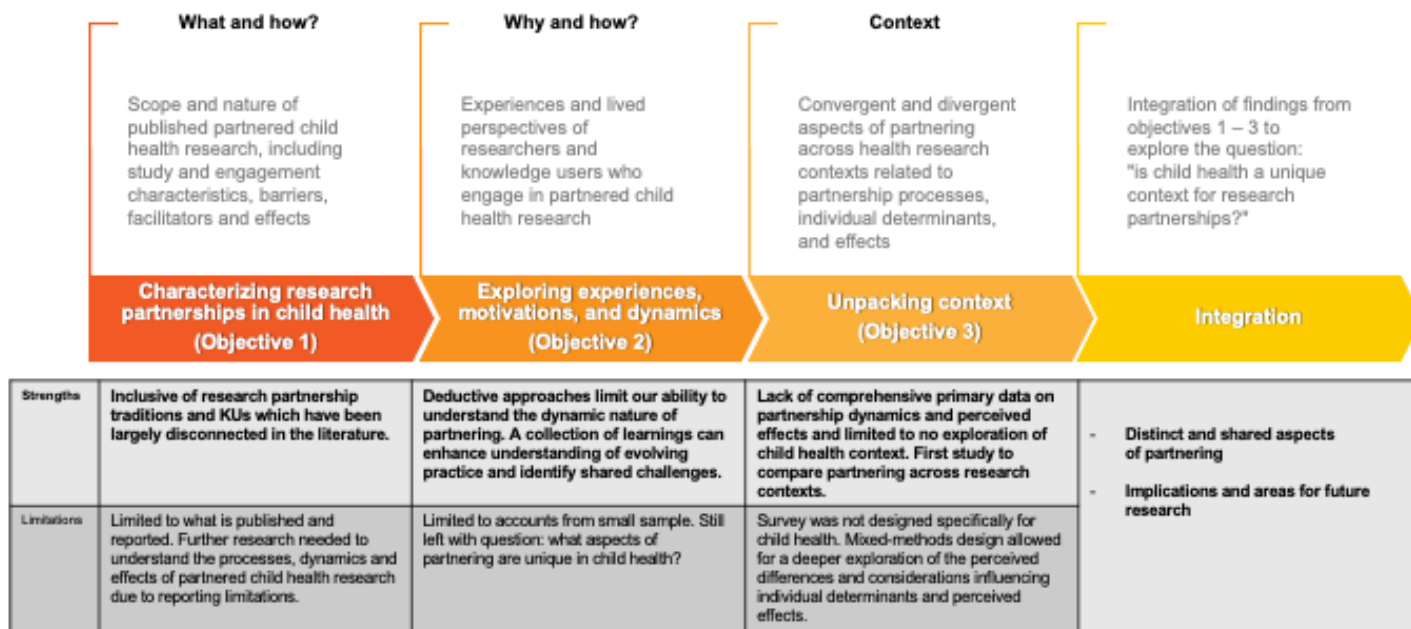 What and how?
Scope and nature of
published partnered child
health research, including
study and engagement
characteristics, barriers,
facilitators and effects
Why and how?
Experiences and lived
perspectives of
researchers and
knowledge users who
engage in partnered child
health research
Context
Convergent and divergent
aspects of partnering
across health research
contexts related to
partnership processes,
individual determinants,
and effects
Integration of findings from
objectives 1 – 3 to
explore the question:
"is child health a unique
context for research
partnerships?"
Characterizing research
partnerships in child health
(Objective 1)
Exploring experiences,
motivations, and dynamics
(Objective 2)
Unpacking context
(Objective 3)
Integration
Strengths
Inclusive of research partnership
traditions and KUs which have been
largely disconnected in the literature.
Deductive approaches limit our ability to
understand the dynamic nature of
partnering. A collection of learnings can
enhance understanding of evolving
practice and identify shared challenges.
Lack of comprehensive primary data on
partnership dynamics and perceived
effects and limited to no exploration of
child health context. First study to
compare partnering across research
contexts.
- Distinct and shared aspects
of partnering
- Implications and areas for future
research
Limitations
Limited to what is published and
reported. Further research needed to
understand the processes, dynamics and
effects of partnered child health research
due to reporting limitations.
Limited to accounts from small sample. Still
left with question: what aspects of
partnering are unique in child health?
Survey was not designed specifically for
child health. Mixed-methods design allowed
for a deeper exploration of the perceived
differences and considerations influencing
individual determinants and perceived
effects.